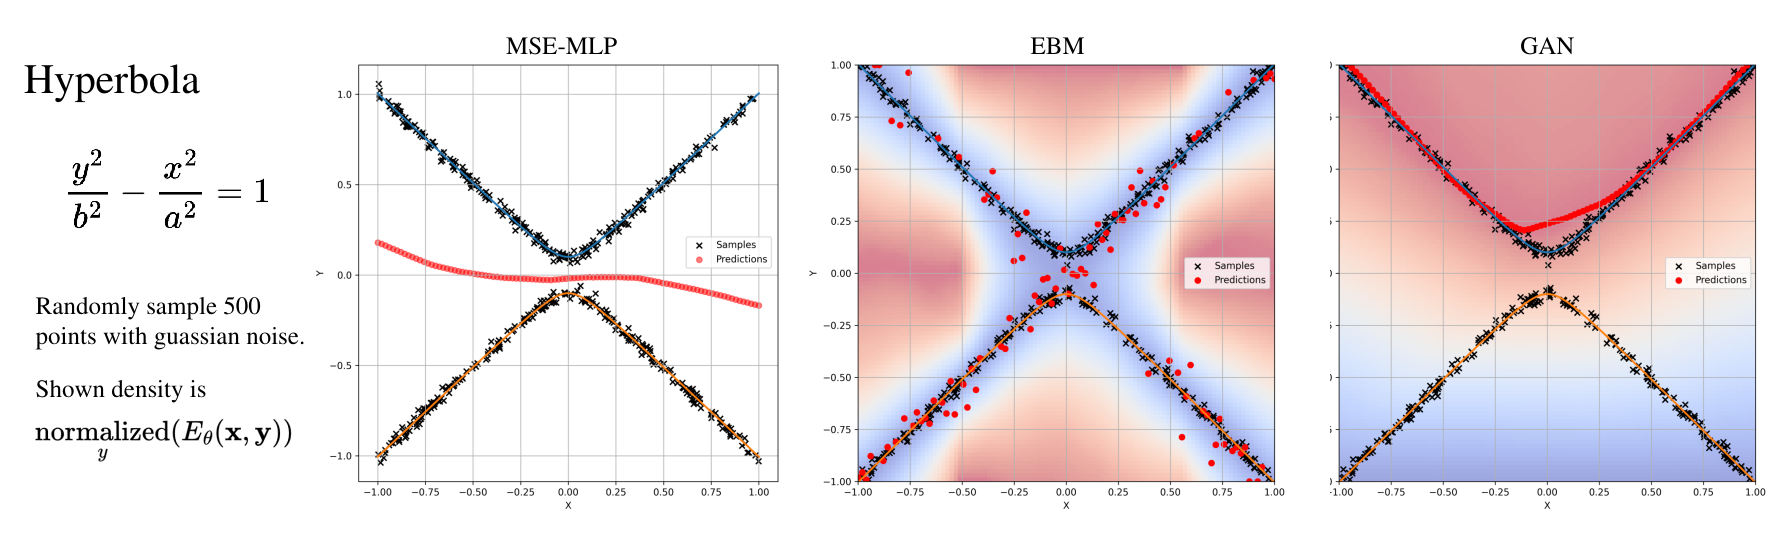 Hyperbola
y²/b² − x²/a² = 1
Randomly sample 500
points with guassian noise.
Shown density is
normalized(E_θ(x, y))
y
MSE-MLP
1.0
0.5
0.0
−0.5
−1.0
Y
−1.00 −0.75 −0.50 −0.25 0.00 0.25 0.50 0.75 1.00
X
Samples
Predictions
EBM
1.00
0.75
0.50
0.25
0.00
−0.25
−0.50
−0.75
−1.00
Y
−1.00 −0.75 −0.50 −0.25 0.00 0.25 0.50 0.75 1.00
X
Samples
Predictions
GAN
-1.00 −0.75 −0.50 −0.25 0.00 0.25 0.50 0.75 1.00
X
Samples
Predictions